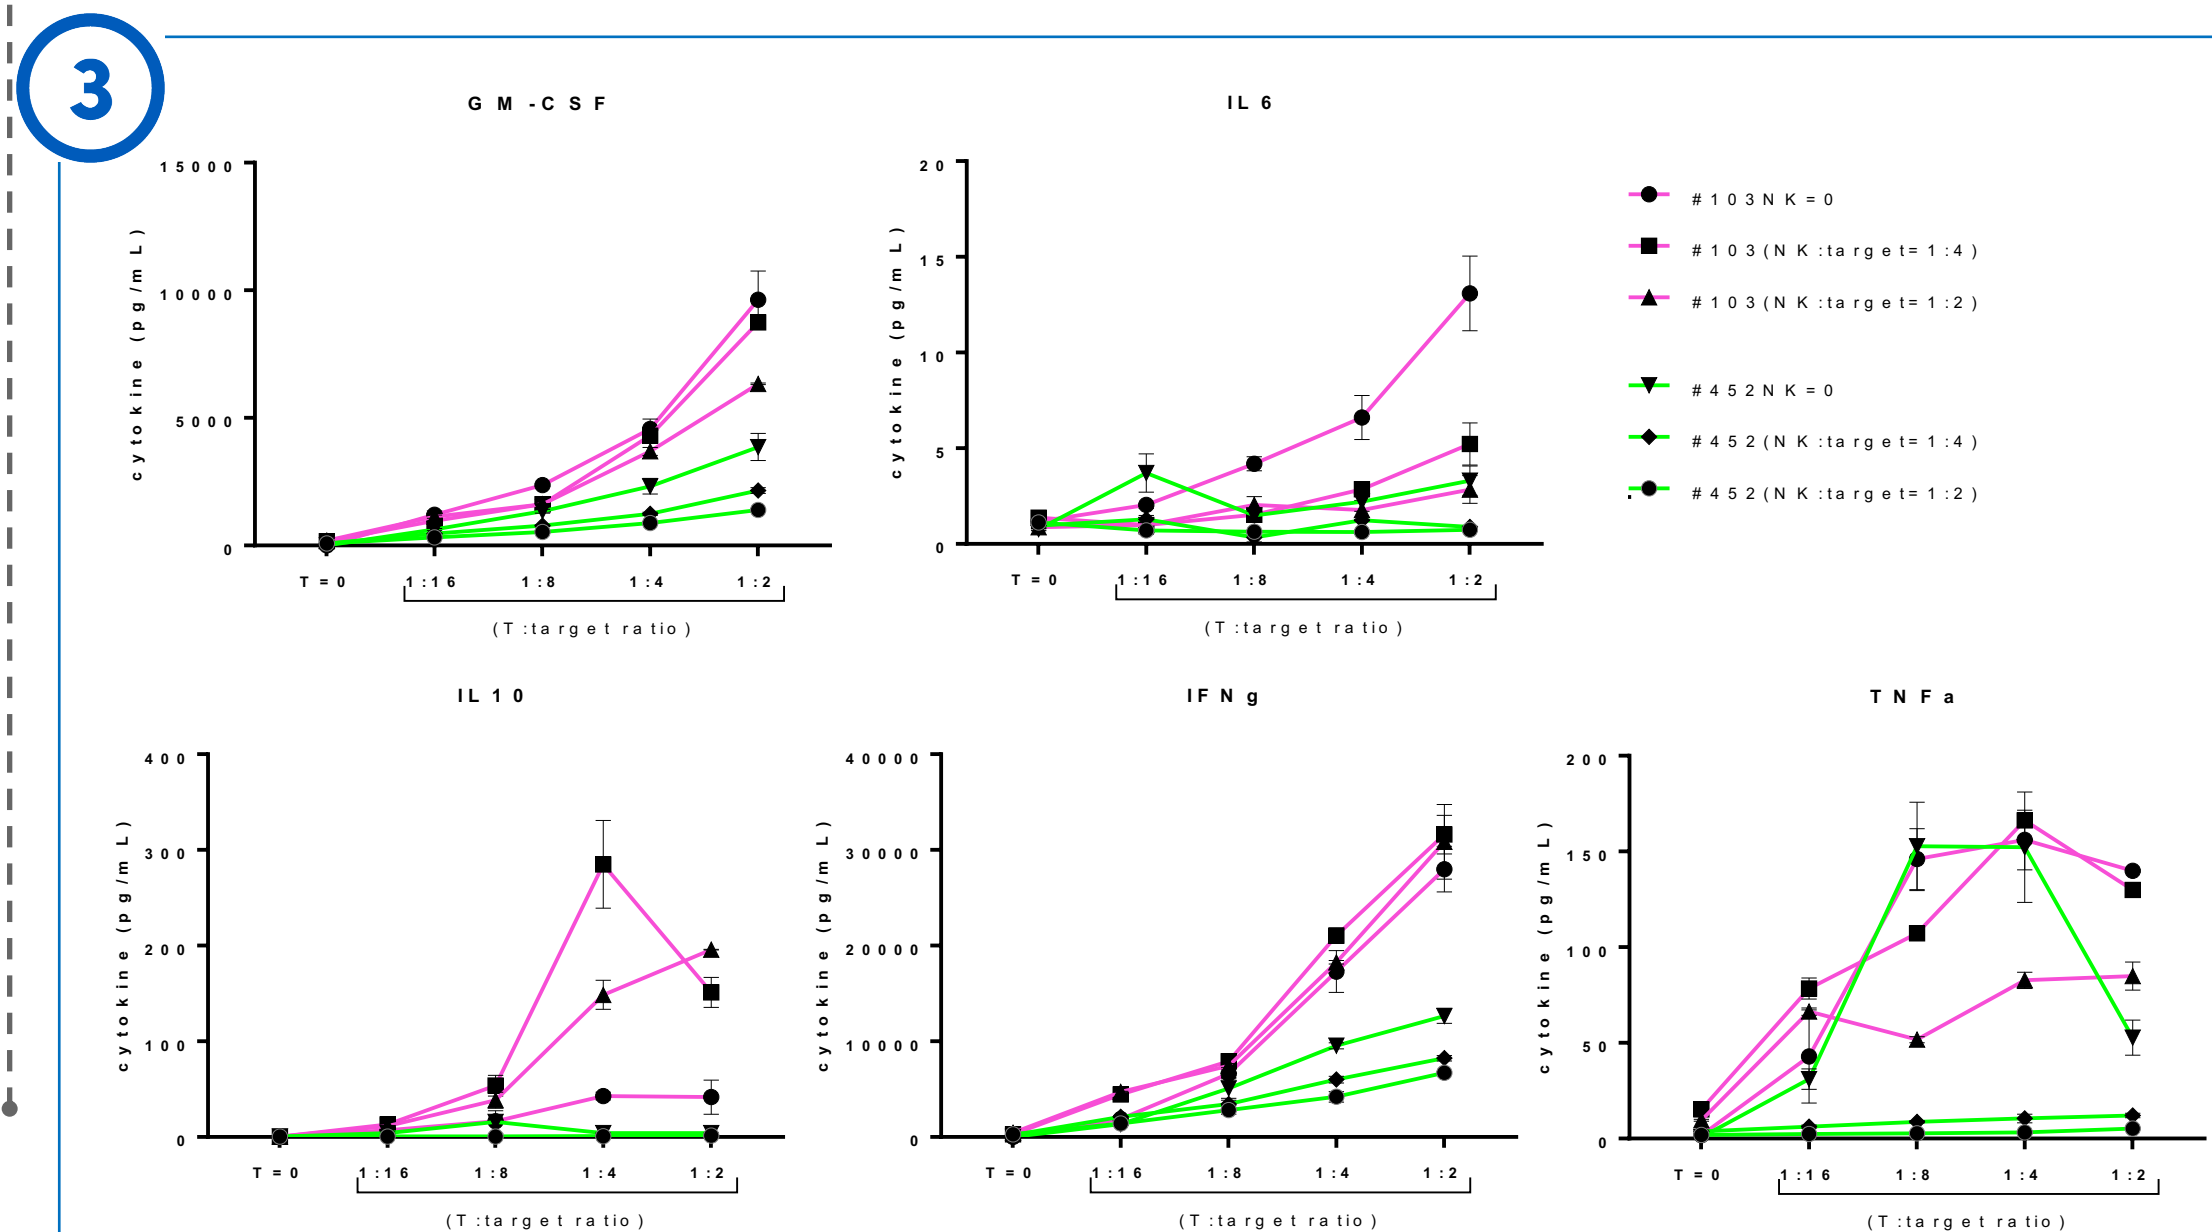 3
GM-CSF
15000
10000
5000
0
cytokine (pg/mL)
T=0 1:16 1:8 1:4 1:2
(T:target ratio)
IL6
20
15
10
5
0
cytokine (pg/mL)
T=0 1:16 1:8 1:4 1:2
(T:target ratio)
#103NK=0
#103(NK:target=1:4)
#103(NK:target=1:2)
#452NK=0
#452(NK:target=1:4)
#452(NK:target=1:2)
IL10
400
300
200
100
0
cytokine (pg/mL)
T=0 1:16 1:8 1:4 1:2
(T:target ratio)
IFNg
40000
30000
20000
10000
0
cytokine (pg/mL)
T=0 1:16 1:8 1:4 1:2
(T:target ratio)
TNFa
200
150
100
50
0
cytokine (pg/mL)
T=0 1:16 1:8 1:4 1:2
(T:target ratio)